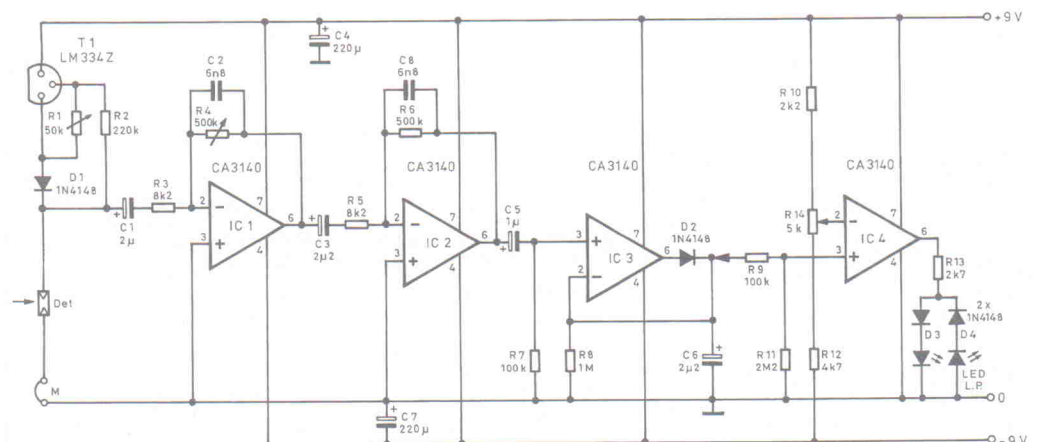 T1
LM334Z
R1
50k
R2
220k
D1
1N4148
C1
2µ
R3
8k2
C2
6n8
R4
500k
CA3140
IC 1
2
3
7
4
6
C4
220µ
C3
2µ2
R5
8k2
C8
6n8
R6
500k
CA3140
IC 2
2
3
7
4
6
C5
1µ
R7
100k
C7
220µ
CA3140
IC 3
3
2
7
4
6
D2
1N4148
R8
1M
C6
2µ2
R9
100k
R10
2k2
R14
5k
R11
2M2
R12
4k7
CA3140
IC 4
2
3
7
4
6
R13
2k7
2x
1N4148
D3
D4
LED
L.P.
Det
M
+9V
0
-9V